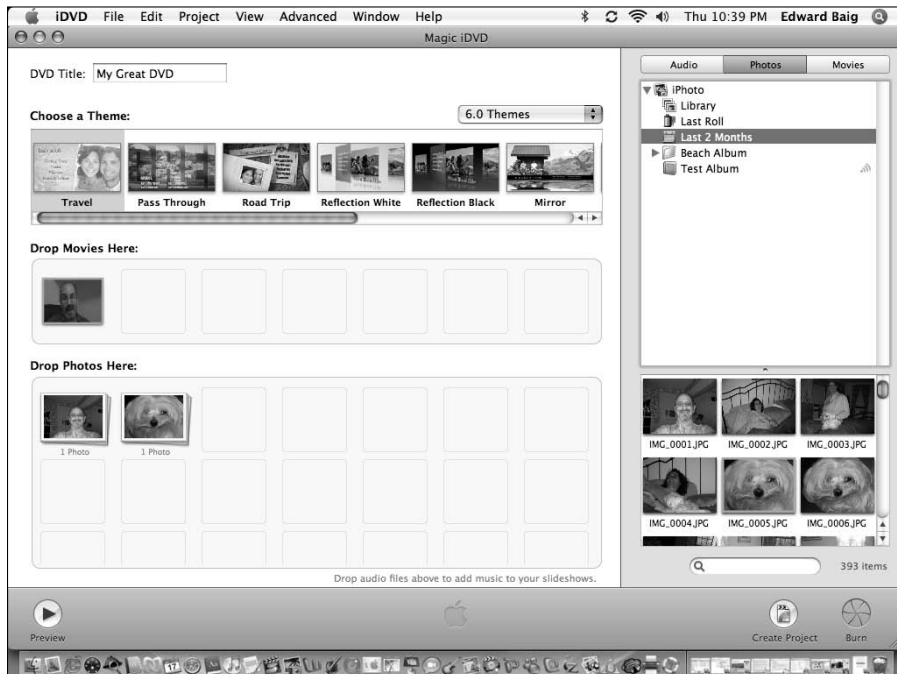 iDVD File Edit Project View Advanced Window Help Thu 10:39 PM Edward Baig
Magic iDVD
DVD Title: My Great DVD
Choose a Theme: 6.0 Themes
Travel Pass Through Road Trip Reflection White Reflection Black Mirror
Drop Movies Here:
Drop Photos Here:
1 Photo 1 Photo
Drop audio files above to add music to your slideshows.
Audio Photos Movies
iPhoto
Library
Last Roll
Last 2 Months
Beach Album
Test Album
IMG_0001.JPG IMG_0002.JPG IMG_0003.JPG
IMG_0004.JPG IMG_0005.JPG IMG_0006.JPG
393 items
Preview Create Project Burn
17